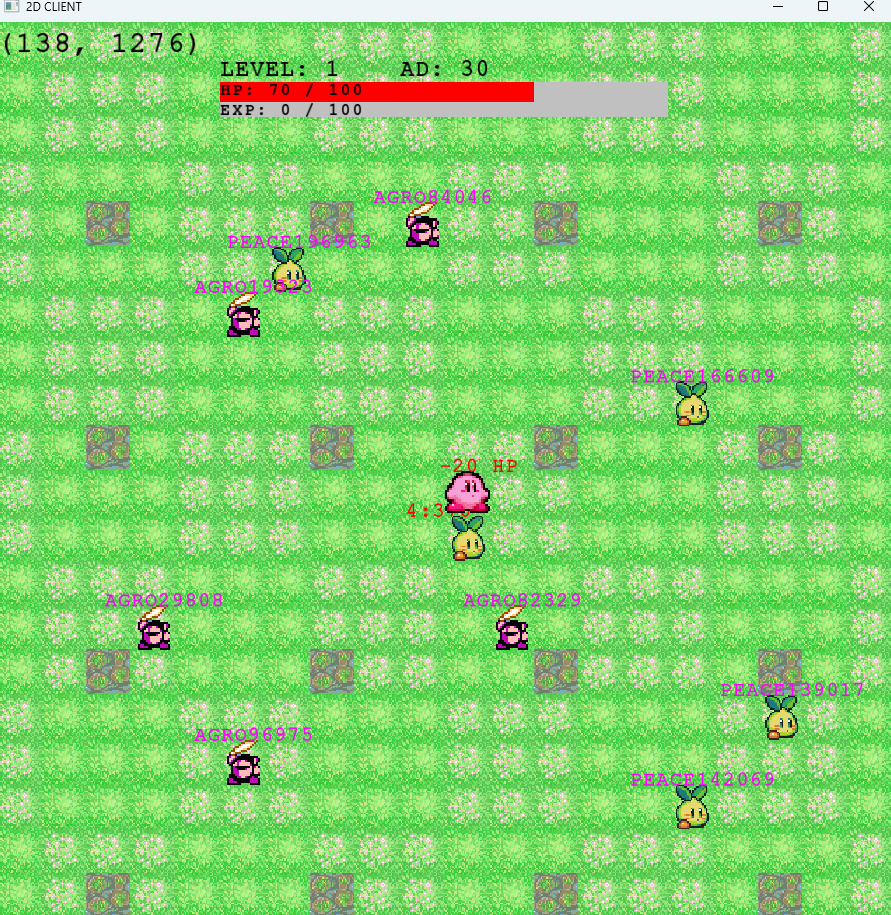 2D CLIENT
(138, 1276)
LEVEL: 1 AD: 30
HP: 70 / 100
EXP: 0 / 100
AGRO84046
PEACE196963
PEACE166609
-20 HP
AGRO29808
AGRO82329
PEACE139017
AGRO96975
PEACE142069